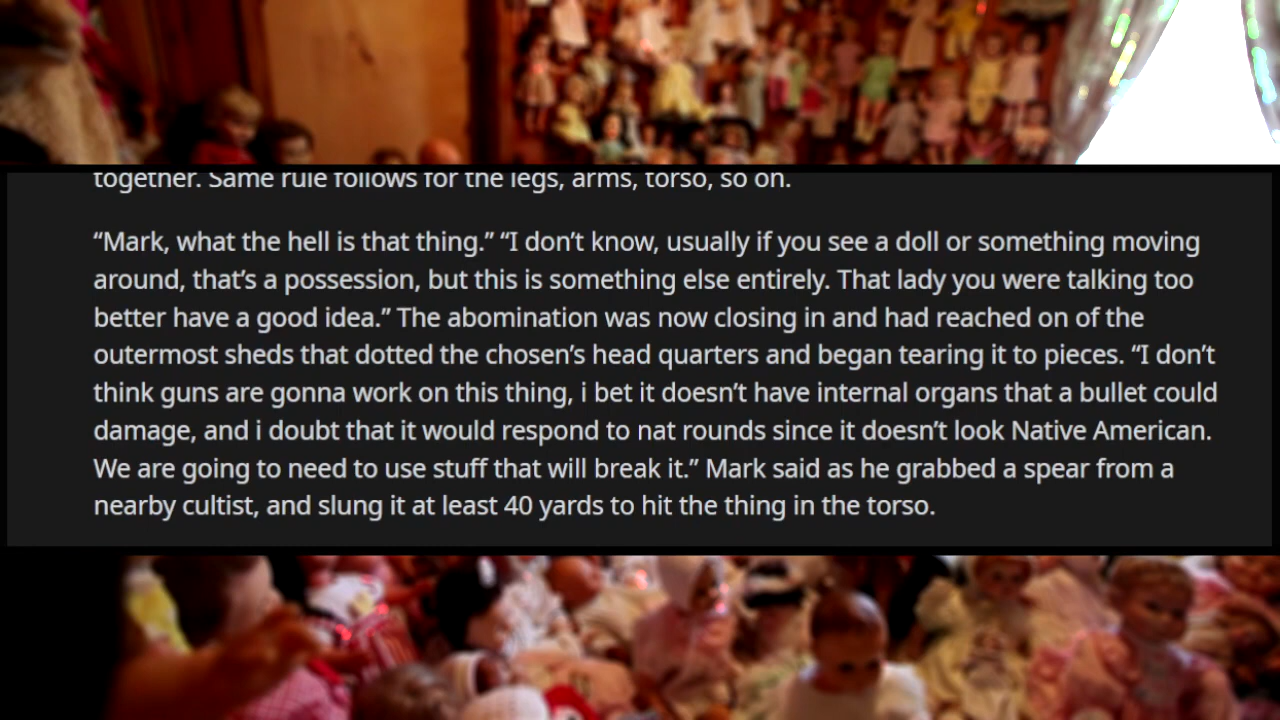 together. Same rule follows for the legs, arms, torso, so on.
“Mark, what the hell is that thing.” “I don’t know, usually if you see a doll or something moving
around, that’s a possession, but this is something else entirely. That lady you were talking too
better have a good idea.” The abomination was now closing in and had reached on of the
outermost sheds that dotted the chosen’s head quarters and began tearing it to pieces. “I don’t
think guns are gonna work on this thing, i bet it doesn’t have internal organs that a bullet could
damage, and i doubt that it would respond to nat rounds since it doesn’t look Native American.
We are going to need to use stuff that will break it.” Mark said as he grabbed a spear from a
nearby cultist, and slung it at least 40 yards to hit the thing in the torso.